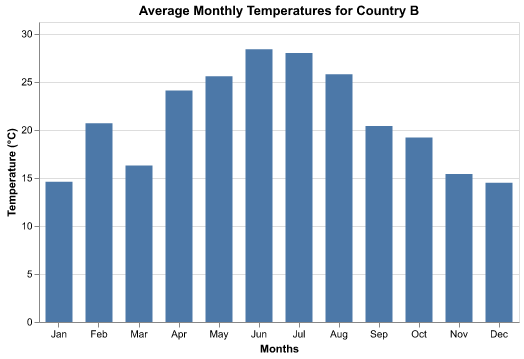 Average Monthly Temperatures for Country B
Temperature (°C)
30
25
20
15
10
5
0
Jan Feb Mar Apr May Jun Jul Aug Sep Oct Nov Dec
Months